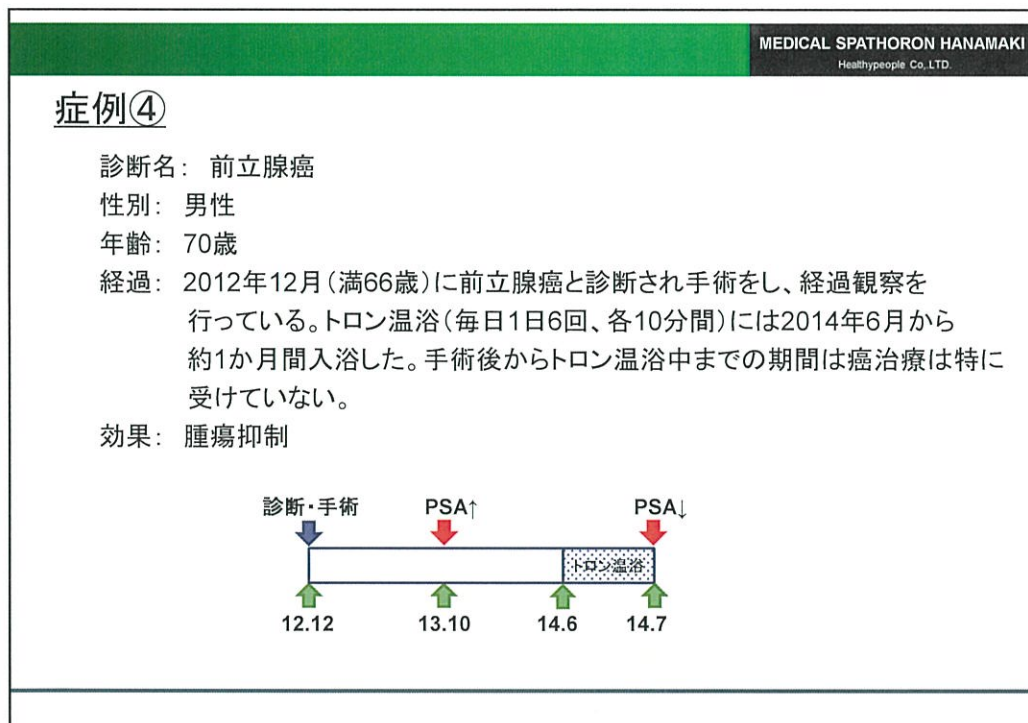 MEDICAL SPATHORON HANAMAKI
Healthypeople Co,.LTD.
症例④
診断名： 前立腺癌
性別： 男性
年齢： 70歳
経過： 2012年12月（満66歳）に前立腺癌と診断され手術をし、経過観察を
行っている。トロン温浴（毎日1日6回、各10分間）には2014年6月から
約1か月間入浴した。手術後からトロン温浴中までの期間は癌治療は特に
受けていない。
効果： 腫瘍抑制
診断・手術 PSA↑ PSA↓
トロン温浴
12.12 13.10 14.6 14.7